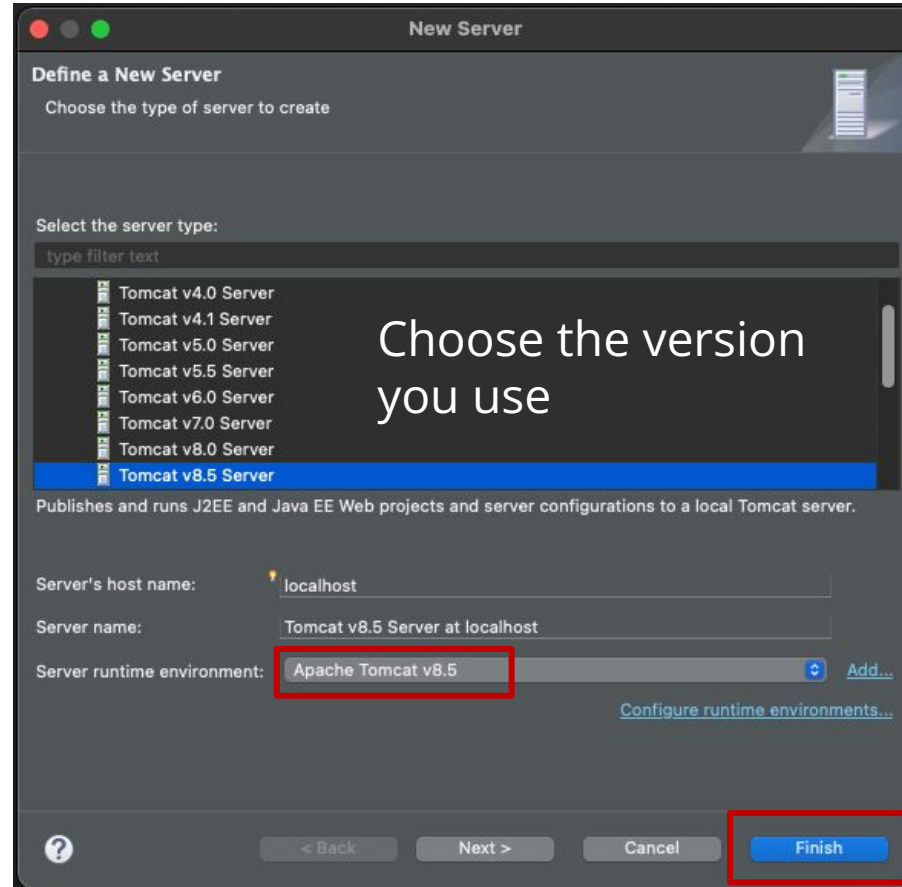 New Server
Define a New Server
Choose the type of server to create
Select the server type:
type filter text
Tomcat v4.0 Server
Tomcat v4.1 Server
Tomcat v5.0 Server
Tomcat v5.5 Server
Tomcat v6.0 Server
Tomcat v7.0 Server
Tomcat v8.0 Server
Tomcat v8.5 Server
Choose the version
you use
Publishes and runs J2EE and Java EE Web projects and server configurations to a local Tomcat server.
Server's host name: localhost
Server name: Tomcat v8.5 Server at localhost
Server runtime environment: Apache Tomcat v8.5 Add...
Configure runtime environments...
? < Back Next > Cancel Finish